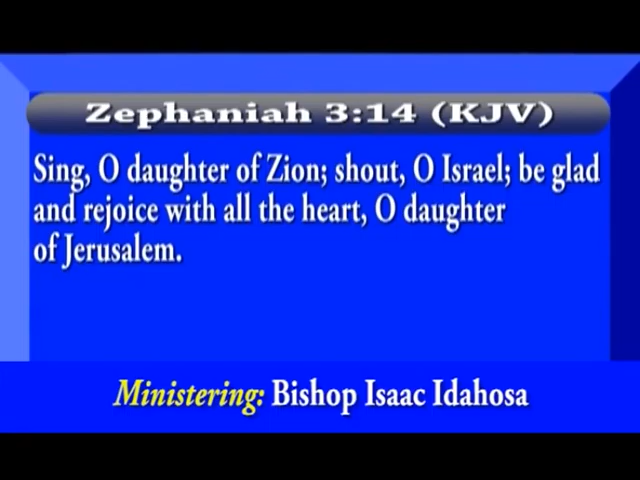 Zephaniah 3:14 (KJV)
Sing, O daughter of Zion; shout, O Israel; be glad
and rejoice with all the heart, O daughter
of Jerusalem.
Ministering: Bishop Isaac Idahosa